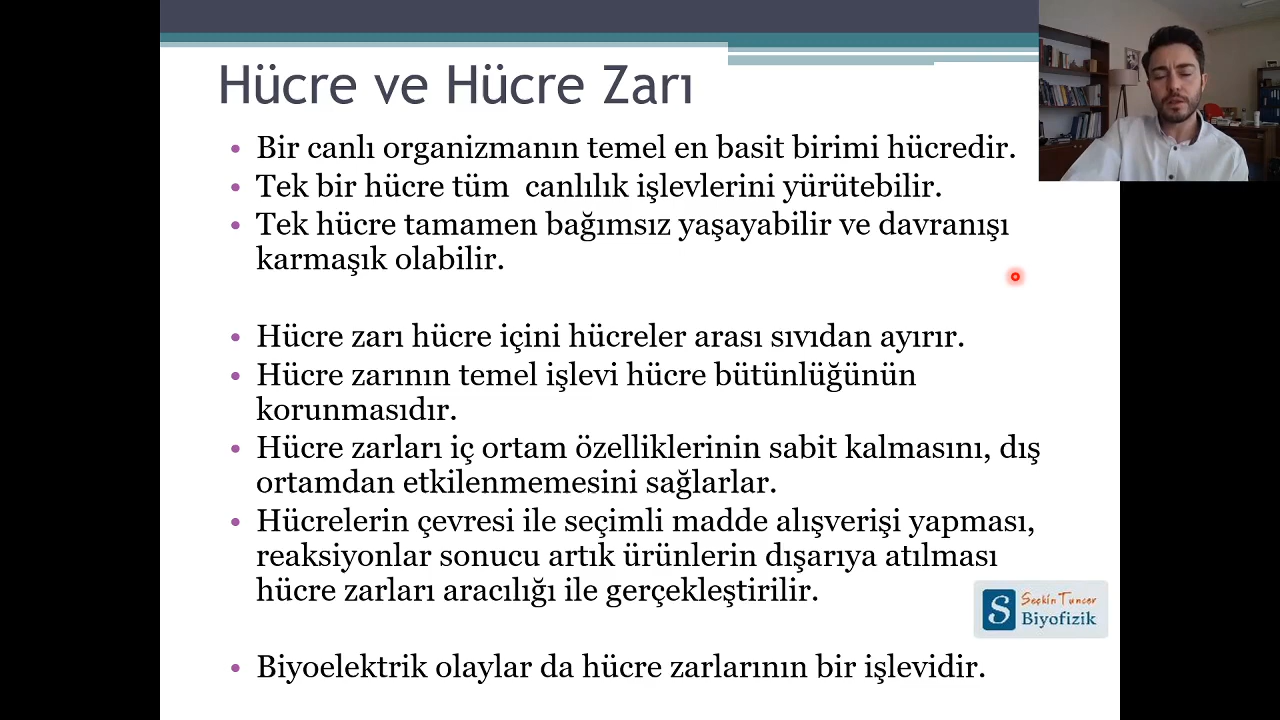 Hücre ve Hücre Zarı
• Bir canlı organizmanın temel en basit birimi hücredir.
• Tek bir hücre tüm  canlılık işlevlerini yürütebilir.
• Tek hücre tamamen bağımsız yaşayabilir ve davranışı
karmaşık olabilir.
• Hücre zarı hücre içini hücreler arası sıvıdan ayırır.
• Hücre zarının temel işlevi hücre bütünlüğünün
korunmasıdır.
• Hücre zarları iç ortam özelliklerinin sabit kalmasını, dış
ortamdan etkilenmemesini sağlarlar.
• Hücrelerin çevresi ile seçimli madde alışverişi yapması,
reaksiyonlar sonucu artık ürünlerin dışarıya atılması
hücre zarları aracılığı ile gerçekleştirilir.
S Seçkin Tuncer
Biyofizik
• Biyoelektrik olaylar da hücre zarlarının bir işlevidir.